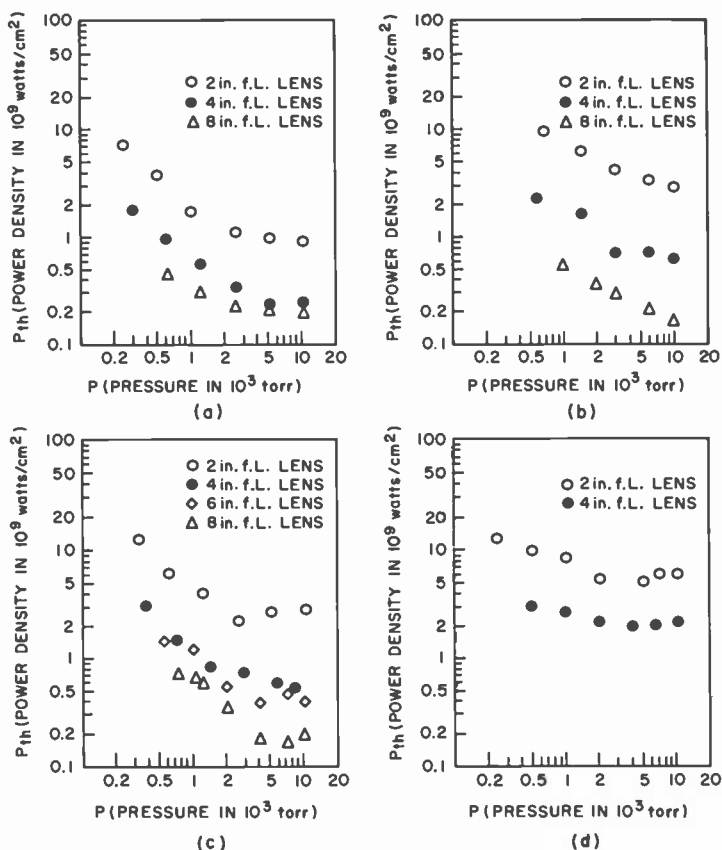 100
50
20
10
5
2
1
0.5
0.2
0.1
Pth (POWER DENSITY IN 10⁹ watts/cm²)
2 in. f.L. LENS
4 in. f.L. LENS
8 in. f.L. LENS
0.2 0.5 1 2 5 10 20
P (PRESSURE IN 10³ torr)
(a)
100
50
20
10
5
2
1
0.5
0.2
0.1
Pth (POWER DENSITY IN 10⁹ watts/cm²)
2 in. f.L. LENS
4 in. f.L. LENS
8 in. f.L. LENS
0.2 0.5 1 2 5 10 20
P (PRESSURE IN 10³ torr)
(b)
100
50
20
10
5
2
1
0.5
0.2
0.1
Pth (POWER DENSITY IN 10⁹ watts/cm²)
2 in. f.L. LENS
4 in. f.L. LENS
6 in. f.L. LENS
8 in. f.L. LENS
0.2 0.5 1 2 5 10 20
P (PRESSURE IN 10³ torr)
(c)
100
50
20
10
5
2
1
0.5
0.2
0.1
Pth (POWER DENSITY IN 10⁹ watts/cm²)
2 in. f.L. LENS
4 in. f.L. LENS
0.2 0.5 1 2 5 10 20
P (PRESSURE IN 10³ torr)
(d)